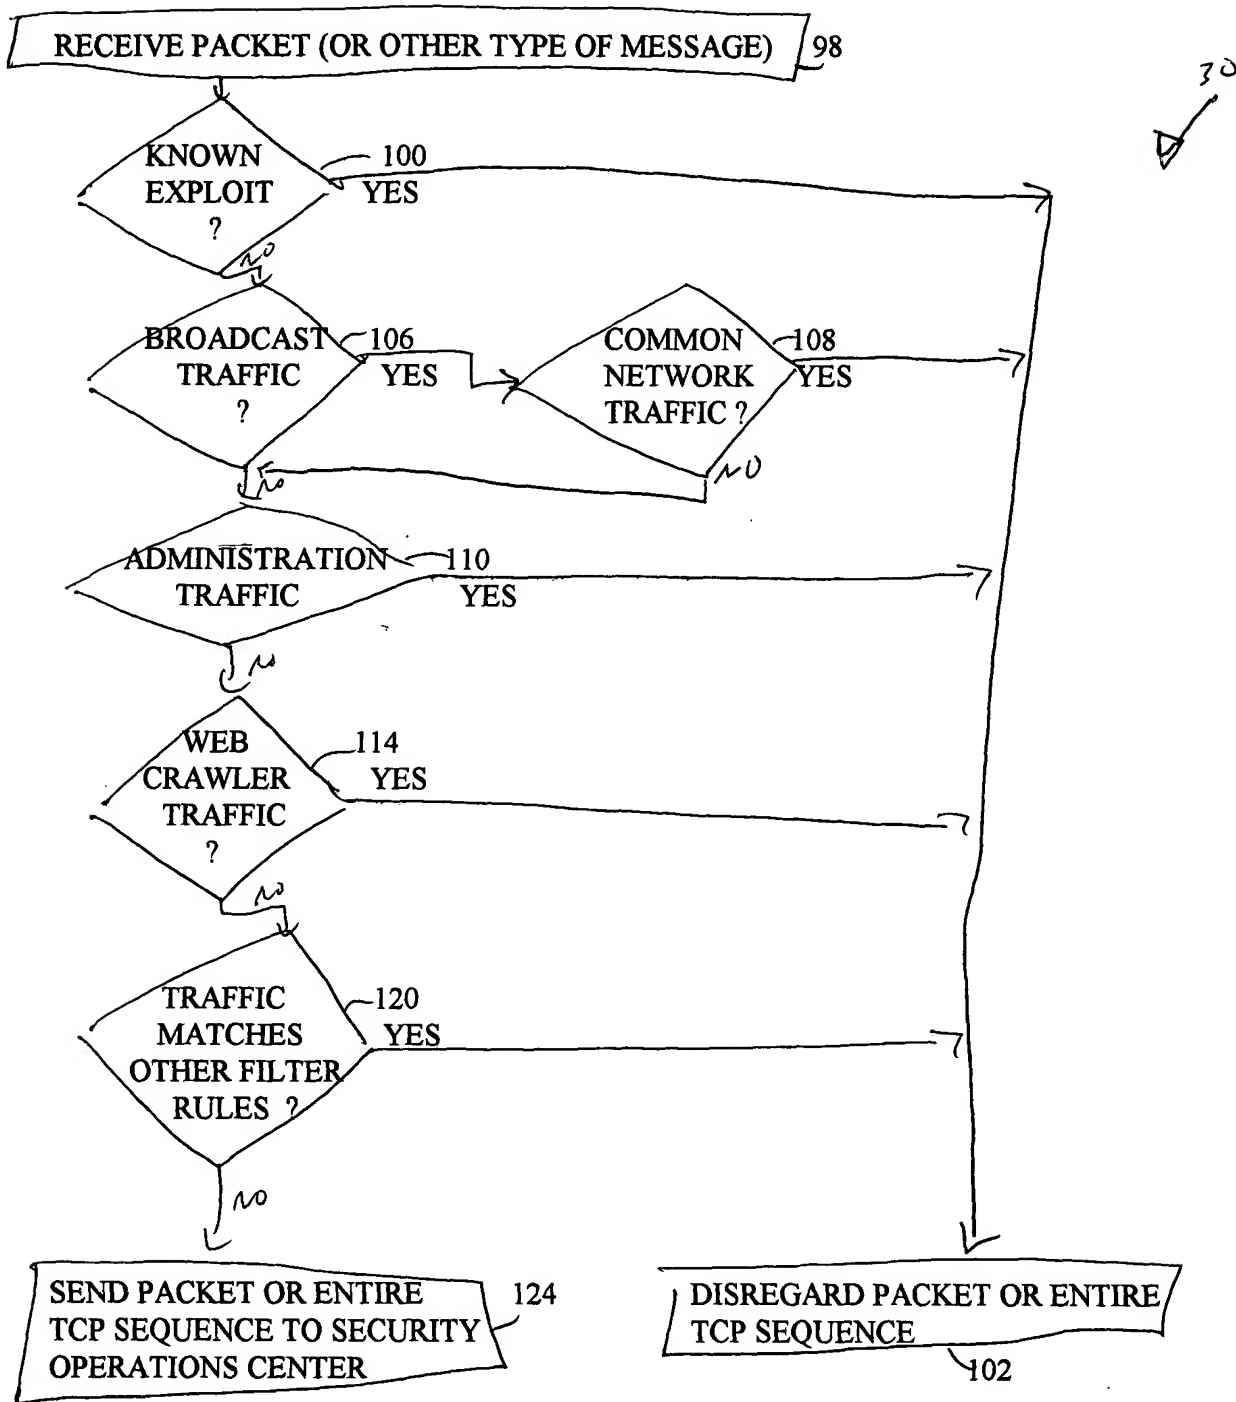 RECEIVE PACKET (OR OTHER TYPE OF MESSAGE) 98
30
KNOWN
EXPLOIT
?
100
YES
NO
BROADCAST
TRAFFIC
?
106
YES
COMMON
NETWORK
TRAFFIC ?
108
YES
NO
NO
ADMINISTRATION
TRAFFIC
110
YES
NO
WEB
CRAWLER
TRAFFIC
?
114
YES
NO
TRAFFIC
MATCHES
OTHER FILTER
RULES ?
120
YES
NO
SEND PACKET OR ENTIRE
TCP SEQUENCE TO SECURITY
OPERATIONS CENTER
124
DISREGARD PACKET OR ENTIRE
TCP SEQUENCE
102